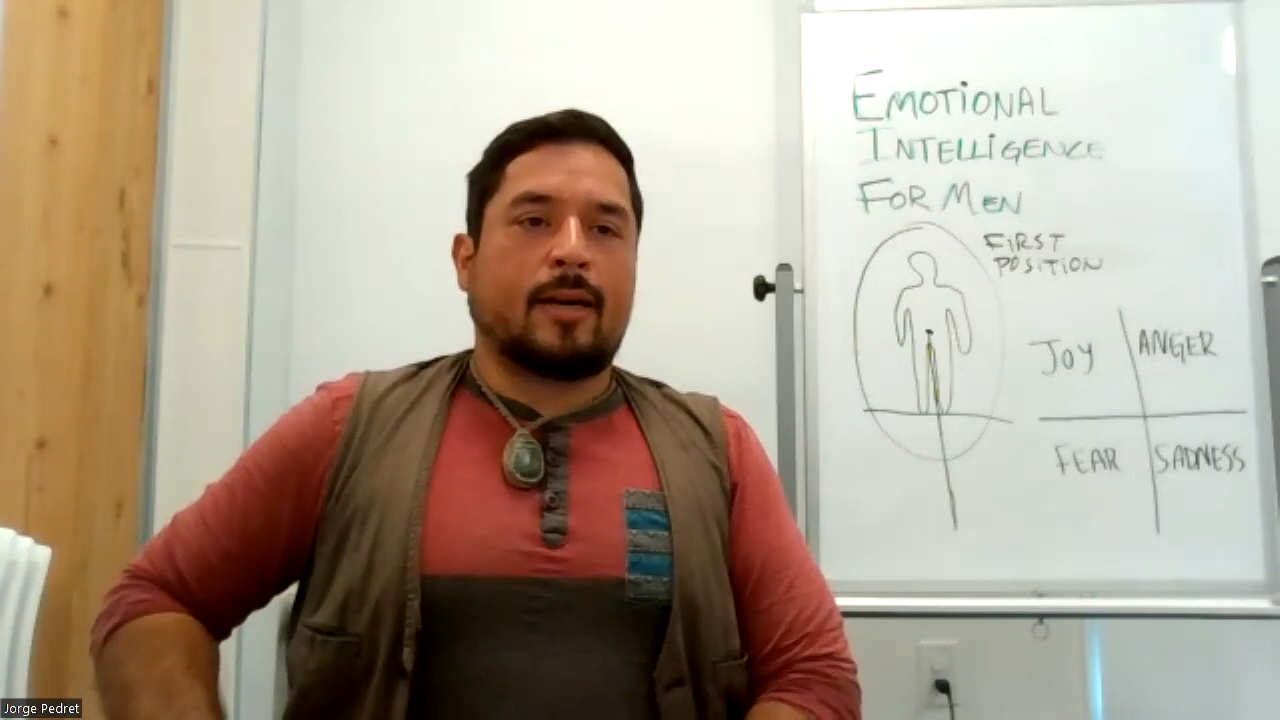 EMOTIONAL
INTELLIGENCE
FOR MEN
FIRST
POSITION
JOY
ANGER
FEAR
SADNESS
Jorge Pedret